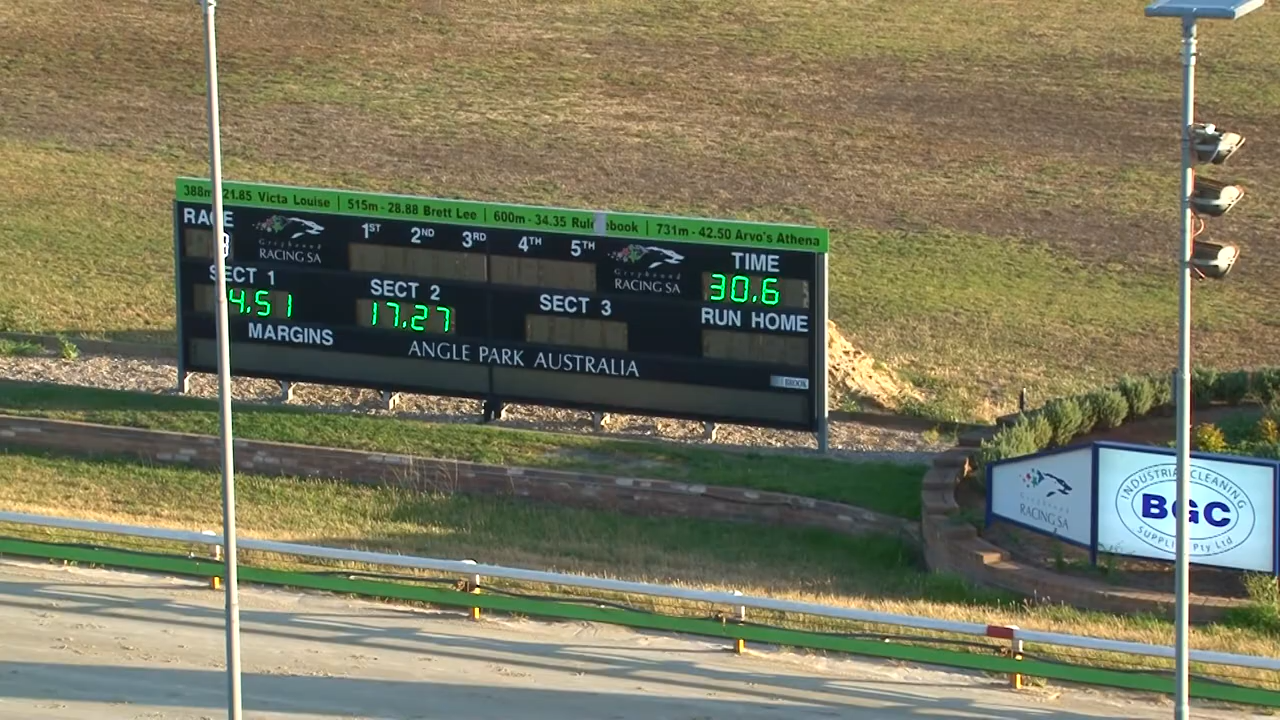 388m 21.85 Victa Louise | 515m - 28.88 Brett Lee | 600m - 34.35 | 731m - 42.50 Arvo's Athena
RACE
Greyhound
RACING SA
1ST 2ND 3RD 4TH 5TH
Greyhound
RACING SA
TIME
30.6
SECT 1
4.51
SECT 2
17.27
SECT 3
RUN HOME
MARGINS
ANGLE PARK AUSTRALIA
Greyhound
RACING SA
INDUSTRIAL CLEANING
BGC
Pty Ltd